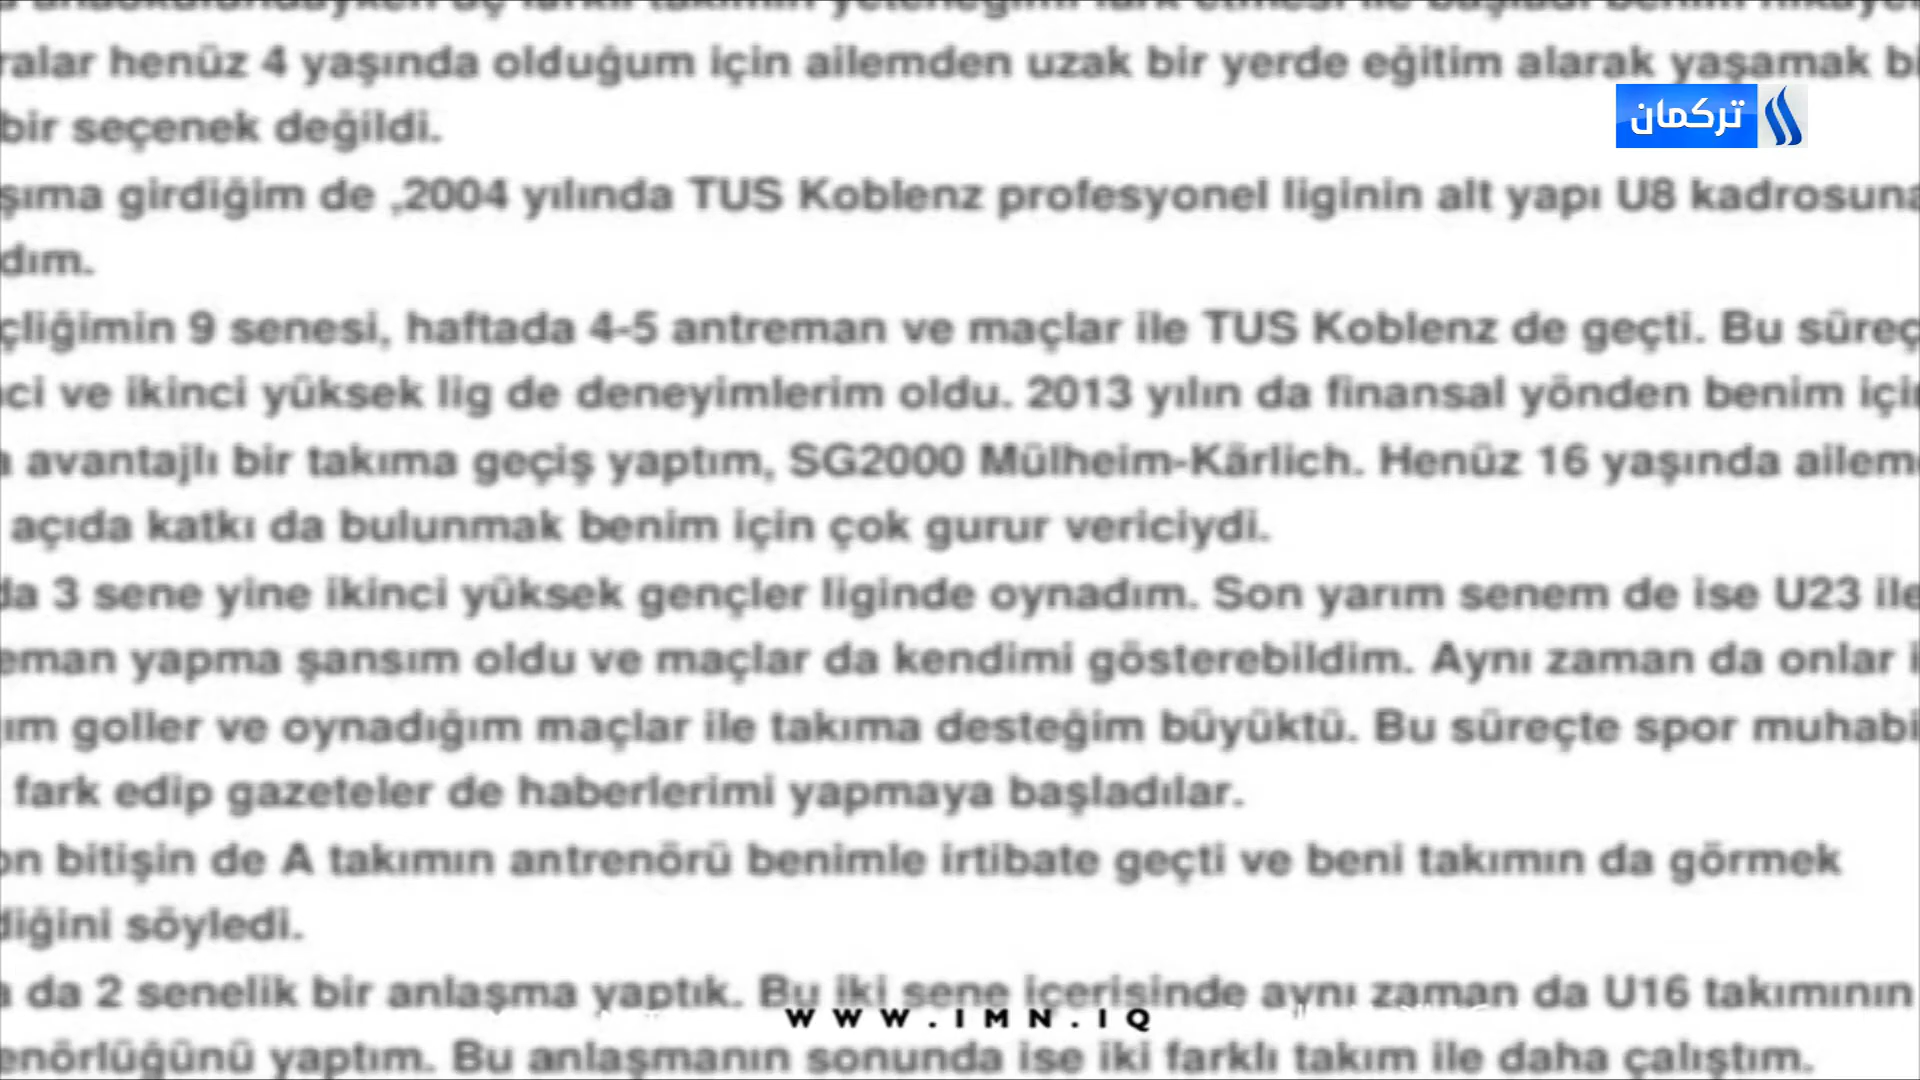 yeteneğimi fark etmesi ile başladı benim
henüz 4 yaşında olduğum için ailemden uzak bir yerde eğitim alarak yaşamak
تركمان
bir seçenek değildi.
girdiğim de ,2004 yılında TUS Koblenz profesyonel liginin alt yapı U8 kadrosuna
dım.
9 senesi, haftada 4-5 antreman ve maçlar ile TUS Koblenz de geçti. Bu süreç
ve ikinci yüksek lig de deneyimlerim oldu. 2013 yılın da finansal yönden benim için
avantajlı bir takıma geçiş yaptım, SG2000 Mülheim-Kärlich. Henüz 16 yaşında
açıda katkı da bulunmak benim için çok gurur vericiydi.
da 3 sene yine ikinci yüksek gençler liginde oynadım. Son yarım senem de ise U23 ile
eman yapma şansım oldu ve maçlar da kendimi gösterebildim. Aynı zaman da onlar
ım goller ve oynadığım maçlar ile takıma desteğim büyüktü. Bu süreçte spor muhabi
fark edip gazeteler de haberlerimi yapmaya başladılar.
on bitişin de A takımın antrenörü benimle irtibate geçti ve beni takımın da görmek
diğini söyledi.
da 2 senelik bir anlaşma yaptık. Bu iki sene içerisinde aynı zaman da U16 takımının
WWW.IMN.IQ
enörlüğünü yaptım. Bu anlaşmanın sonunda ise iki farklı takım ile daha çalıştım.